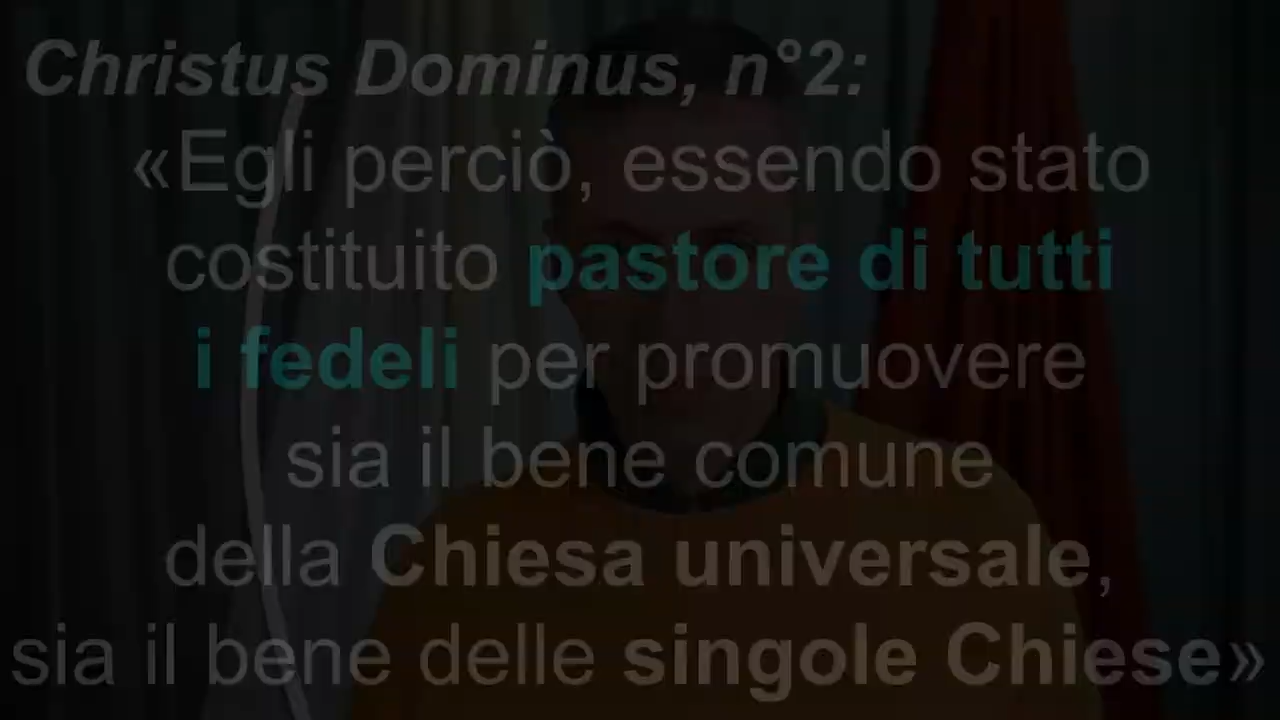 Christus Dominus, n°2:
«Egli perciò, essendo stato
costituito pastore di tutti
i fedeli per promuovere
sia il bene comune
della Chiesa universale,
sia il bene delle singole Chiese»